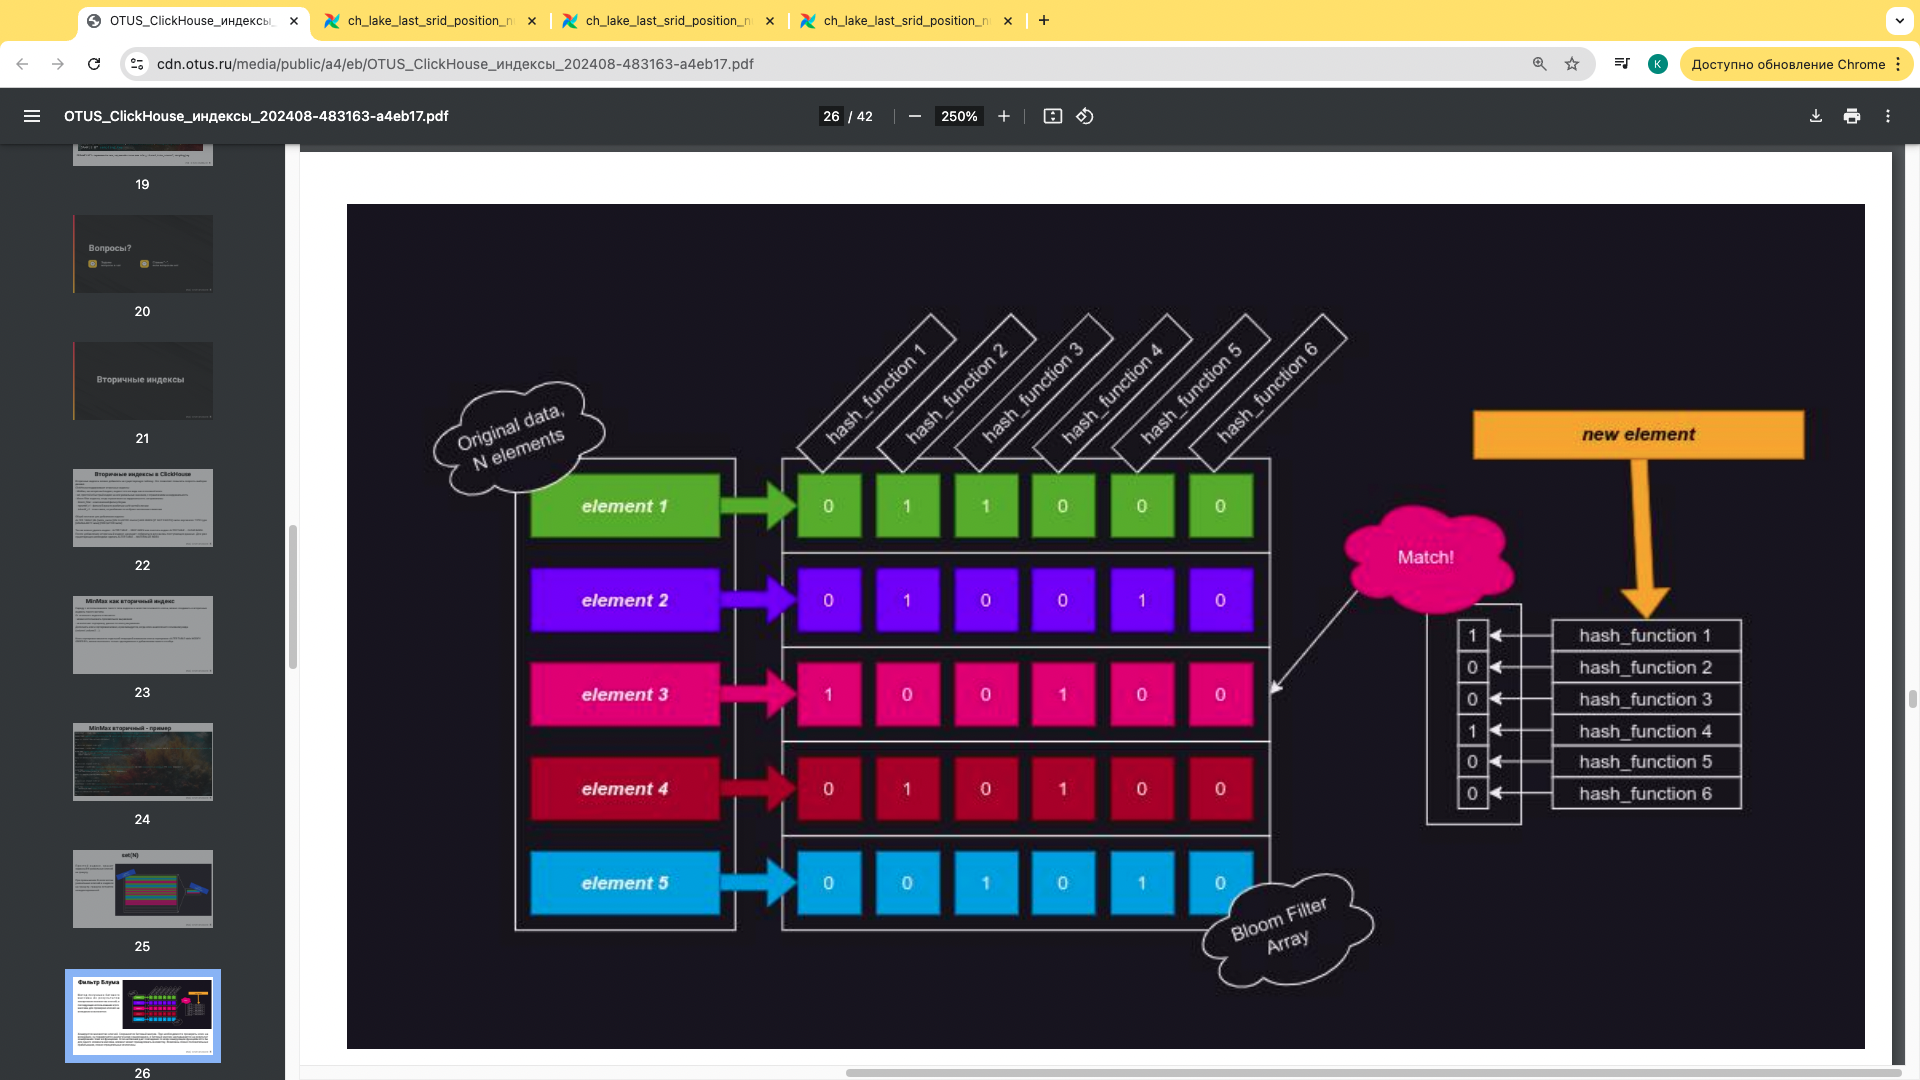 OTUS_ClickHouse_индексы_
ch_lake_last_srid_position_n
ch_lake_last_srid_position_n
ch_lake_last_srid_position_n
cdn.otus.ru/media/public/a4/eb/OTUS_ClickHouse_индексы_202408-483163-a4eb17.pdf
K
Доступно обновление Chrome
OTUS_ClickHouse_индексы_202408-483163-a4eb17.pdf
26 / 42
250%
19
Вопросы?
20
Вторичные индексы
21
Вторичные индексы в ClickHouse
22
MinMax как вторичный индекс
23
MinMax вторичный - пример
24
set(N)
25
Фильтр Блума
26
Original data,
N elements
hash_function 1
hash_function 2
hash_function 3
hash_function 4
hash_function 5
hash_function 6
element 1
0 1 1 0 0 0
element 2
0 1 0 0 1 0
element 3
1 0 0 1 0 0
element 4
0 1 0 1 0 0
element 5
0 0 1 0 1 0
Bloom Filter
Array
new element
Match!
1 hash_function 1
0 hash_function 2
0 hash_function 3
1 hash_function 4
0 hash_function 5
0 hash_function 6